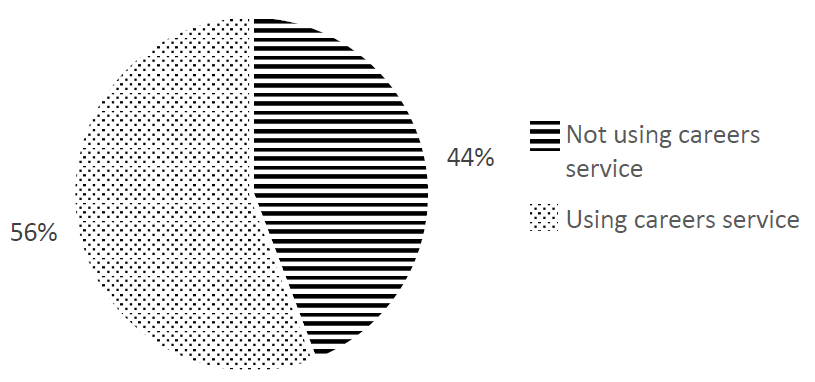 44%
Not using careers
service
Using careers service
56%